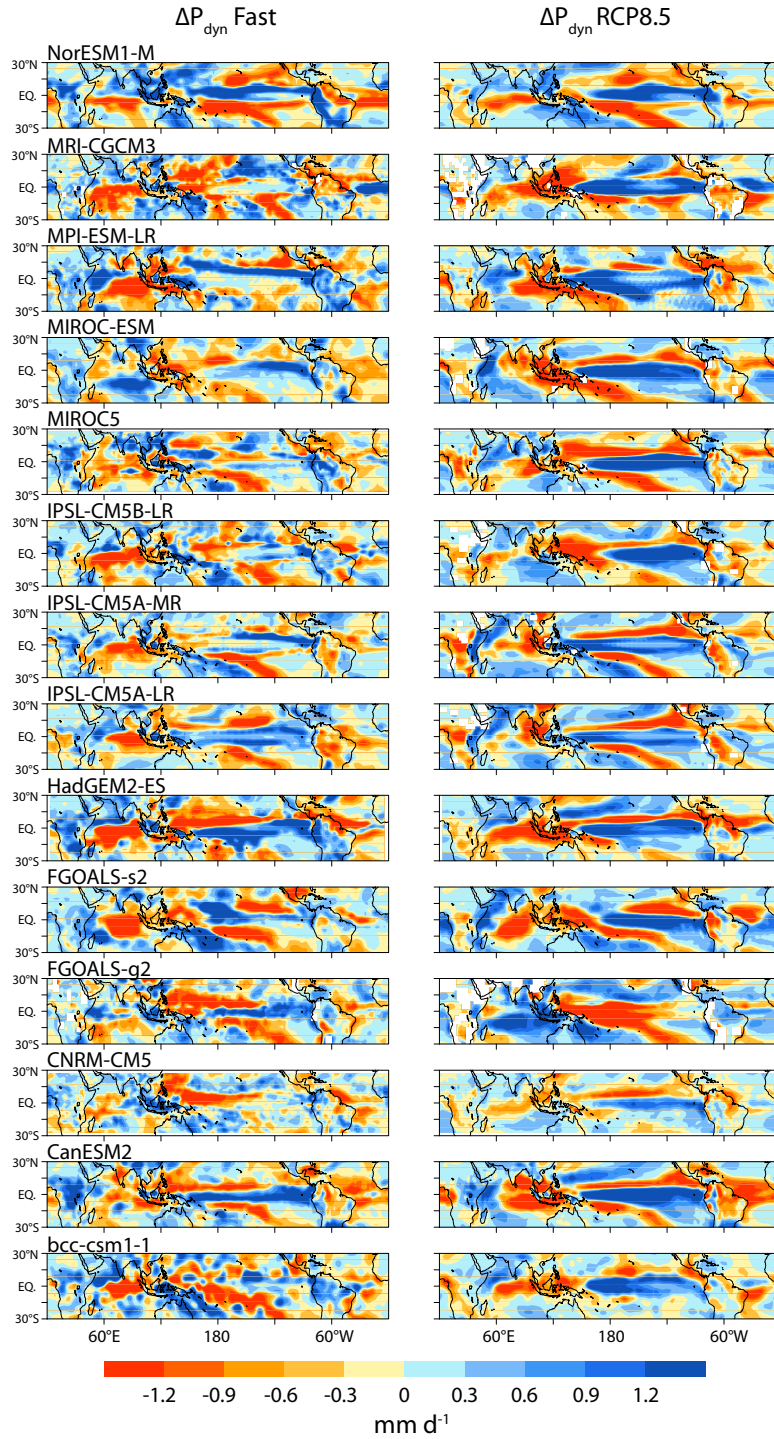 ΔPdyn Fast ΔPdyn RCP8.5
NorESM1-M
30°N
EQ.
30°S
MRI-CGCM3
30°N
EQ.
30°S
MPI-ESM-LR
30°N
EQ.
30°S
MIROC-ESM
30°N
EQ.
30°S
MIROC5
30°N
EQ.
30°S
IPSL-CM5B-LR
30°N
EQ.
30°S
IPSL-CM5A-MR
30°N
EQ.
30°S
IPSL-CM5A-LR
30°N
EQ.
30°S
HadGEM2-ES
30°N
EQ.
30°S
FGOALS-s2
30°N
EQ.
30°S
FGOALS-g2
30°N
EQ.
30°S
CNRM-CM5
30°N
EQ.
30°S
CanESM2
30°N
EQ.
30°S
bcc-csm1-1
30°N
EQ.
30°S
60°E 180 60°W 60°E 180 60°W
-1.2 -0.9 -0.6 -0.3 0 0.3 0.6 0.9 1.2
mm d-1